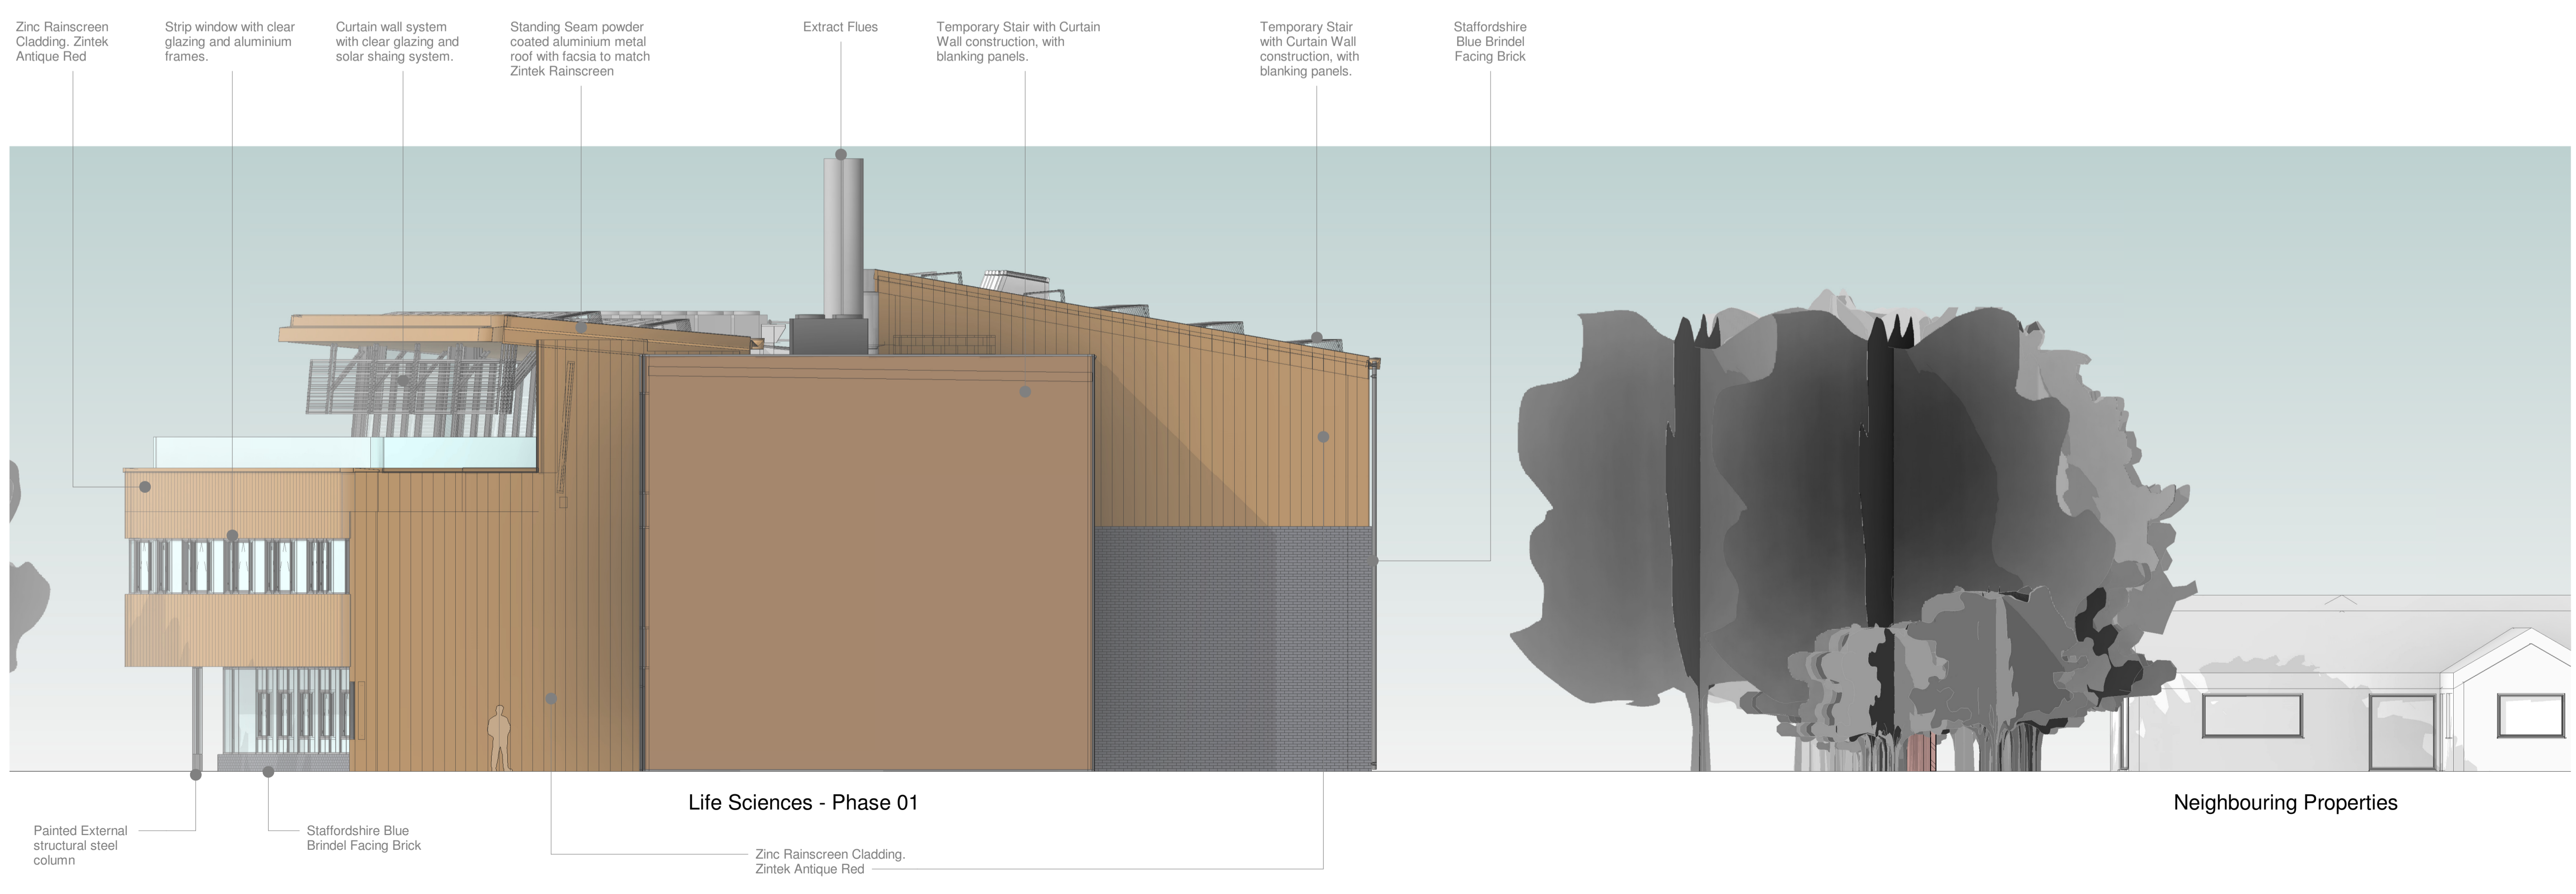 Zinc Rainscreen
Cladding. Zintek
Antique Red
Strip window with clear
glazing and aluminium
frames.
Curtain wall system
with clear glazing and
solar shaing system.
Standing Seam powder
coated aluminium metal
roof with facsia to match
Zintek Rainscreen
Extract Flues
Temporary Stair with Curtain
Wall construction, with
blanking panels.
Temporary Stair
with Curtain Wall
construction, with
blanking panels.
Staffordshire
Blue Brindel
Facing Brick
Life Sciences - Phase 01
Neighbouring Properties
Painted External
structural steel
column
Staffordshire Blue
Brindel Facing Brick
Zinc Rainscreen Cladding.
Zintek Antique Red